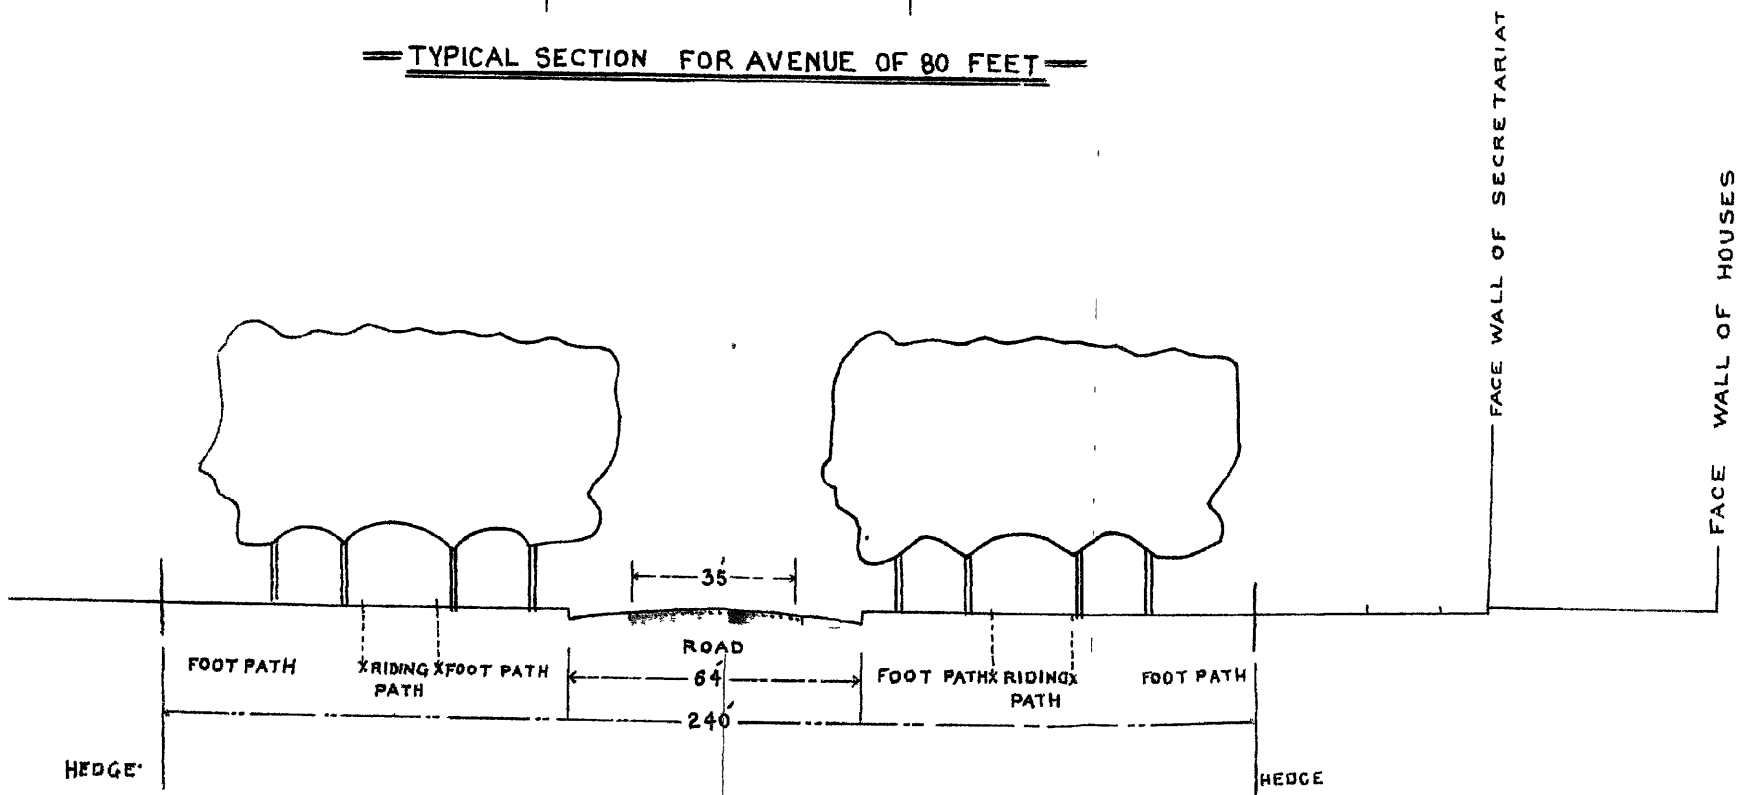 TYPICAL SECTION FOR AVENUE OF 80 FEET
FACE WALL OF SECRETARIAT
FACE WALL OF HOUSES
35'
ROAD
FOOT PATH X RIDING X FOOT PATH
PATH
64'
FOOT PATH X RIDING X FOOT PATH
PATH
240'
HEDGE
HEDGE